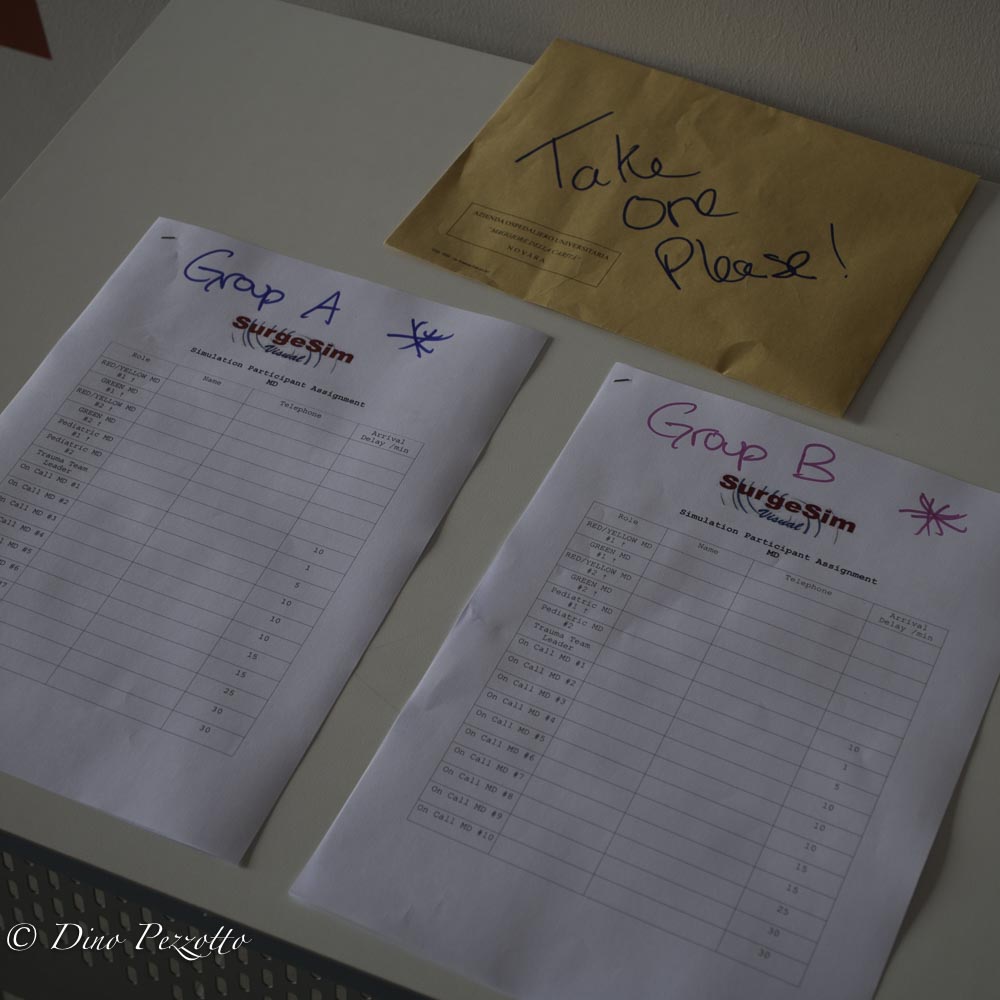 Take
one
Please!
AZIENDA OSPEDALIERO UNIVERSITARIA
"MAGGIORE DELLA CARITÀ"
NOVARA
Group A
SurgeSim
Visual
Simulation Participant Assignment
MD
Role Name Telephone Arrival Delay /min
RED/YELLOW MD #1 ↑
GREEN MD #1 ↑
RED/YELLOW MD #2 ↑
GREEN MD #2 ↑
Pediatric MD #1 ↑
Pediatric MD #2
Trauma Team Leader 10
On Call MD #1 1
On Call MD #2 5
On Call MD #3 10
Call MD #4 10
MD #5 10
#6 15
15
25
30
30
Group B
SurgeSim
Visual
Simulation Participant Assignment
MD
Role Name Telephone Arrival Delay /min
RED/YELLOW MD #1 ↑
GREEN MD #1 ↑
RED/YELLOW MD #2 ↑
GREEN MD #2 ↑
Pediatric MD #1 ↑
Pediatric MD #2
Trauma Team Leader 10
On Call MD #1 1
On Call MD #2 5
On Call MD #3 10
On Call MD #4 10
On Call MD #5 10
On Call MD #6 15
On Call MD #7 15
On Call MD #8 25
On Call MD #9 30
On Call MD #10 30
© Dino Pezzotto